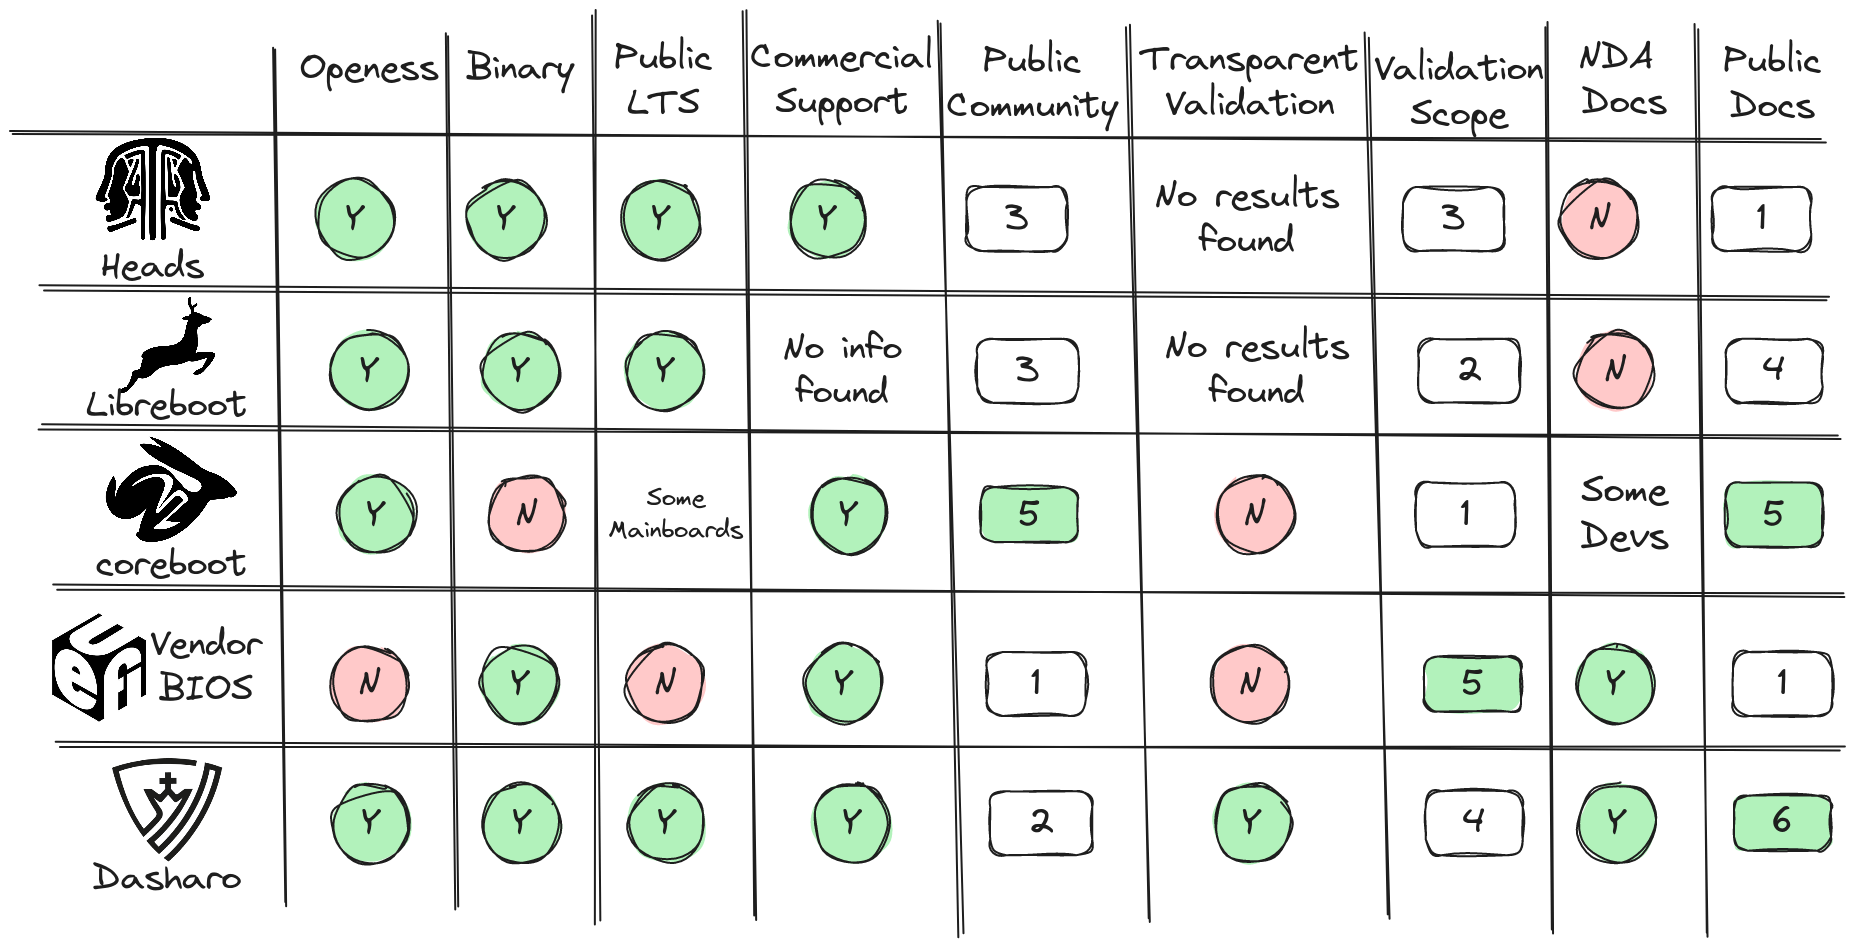 Openess Binary Public LTS Commercial Support Public Community Transparent Validation Validation Scope NDA Docs Public Docs
Heads Y Y Y Y 3 No results found 3 N 1
Libreboot Y Y Y No info found 3 No results found 2 N 4
coreboot Y N Some Mainboards Y 5 N 1 Some Devs 5
uefi Vendor BIOS N Y N Y 1 N 5 Y 1
Dasharo Y Y Y Y 2 Y 4 Y 6